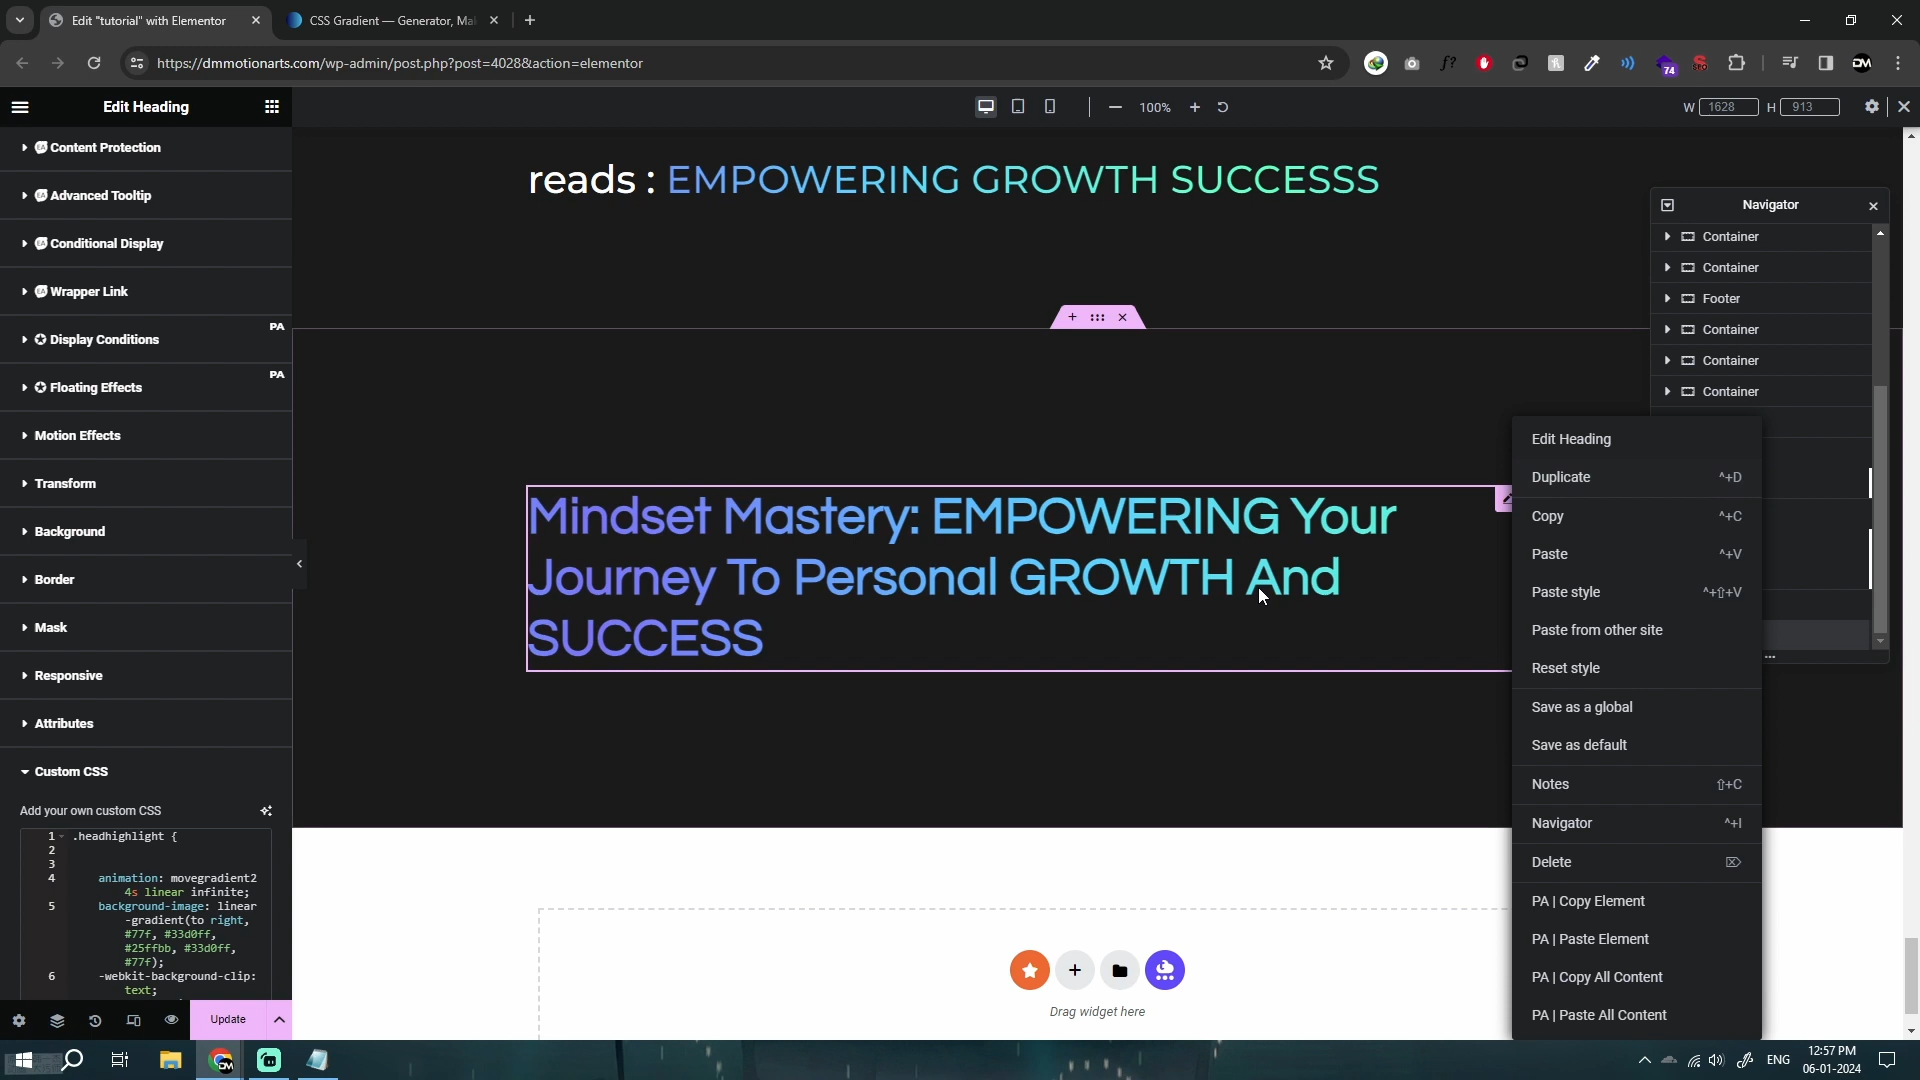 Edit "tutorial" with Elementor
CSS Gradient — Generator, Ma
https://dmmotionarts.com/wp-admin/post.php?post=4028&action=elementor
f?
74
DM
Edit Heading
100%
W 1628 H 913
Content Protection
Advanced Tooltip
Conditional Display
Wrapper Link
Display Conditions PA
Floating Effects PA
Motion Effects
Transform
Background
Border
Mask
Responsive
Attributes
Custom CSS
Add your own custom CSS
1 .headhighlight {
2
3
4 animation: movegradient2
4s linear infinite;
5 background-image: linear
-gradient(to right,
#77f, #33d0ff,
#25ffbb, #33d0ff,
#77f);
6 -webkit-background-clip:
text;
Update
reads : EMPOWERING GROWTH SUCCESSS
Mindset Mastery: EMPOWERING Your
Journey To Personal GROWTH And
SUCCESS
Drag widget here
Navigator
Container
Container
Footer
Container
Container
Container
Edit Heading
Duplicate ^+D
Copy ^+C
Paste ^+V
Paste style ^+⇧+V
Paste from other site
Reset style
Save as a global
Save as default
Notes ⇧+C
Navigator ^+I
Delete ⌦
PA | Copy Element
PA | Paste Element
PA | Copy All Content
PA | Paste All Content
ENG
12:57 PM
06-01-2024